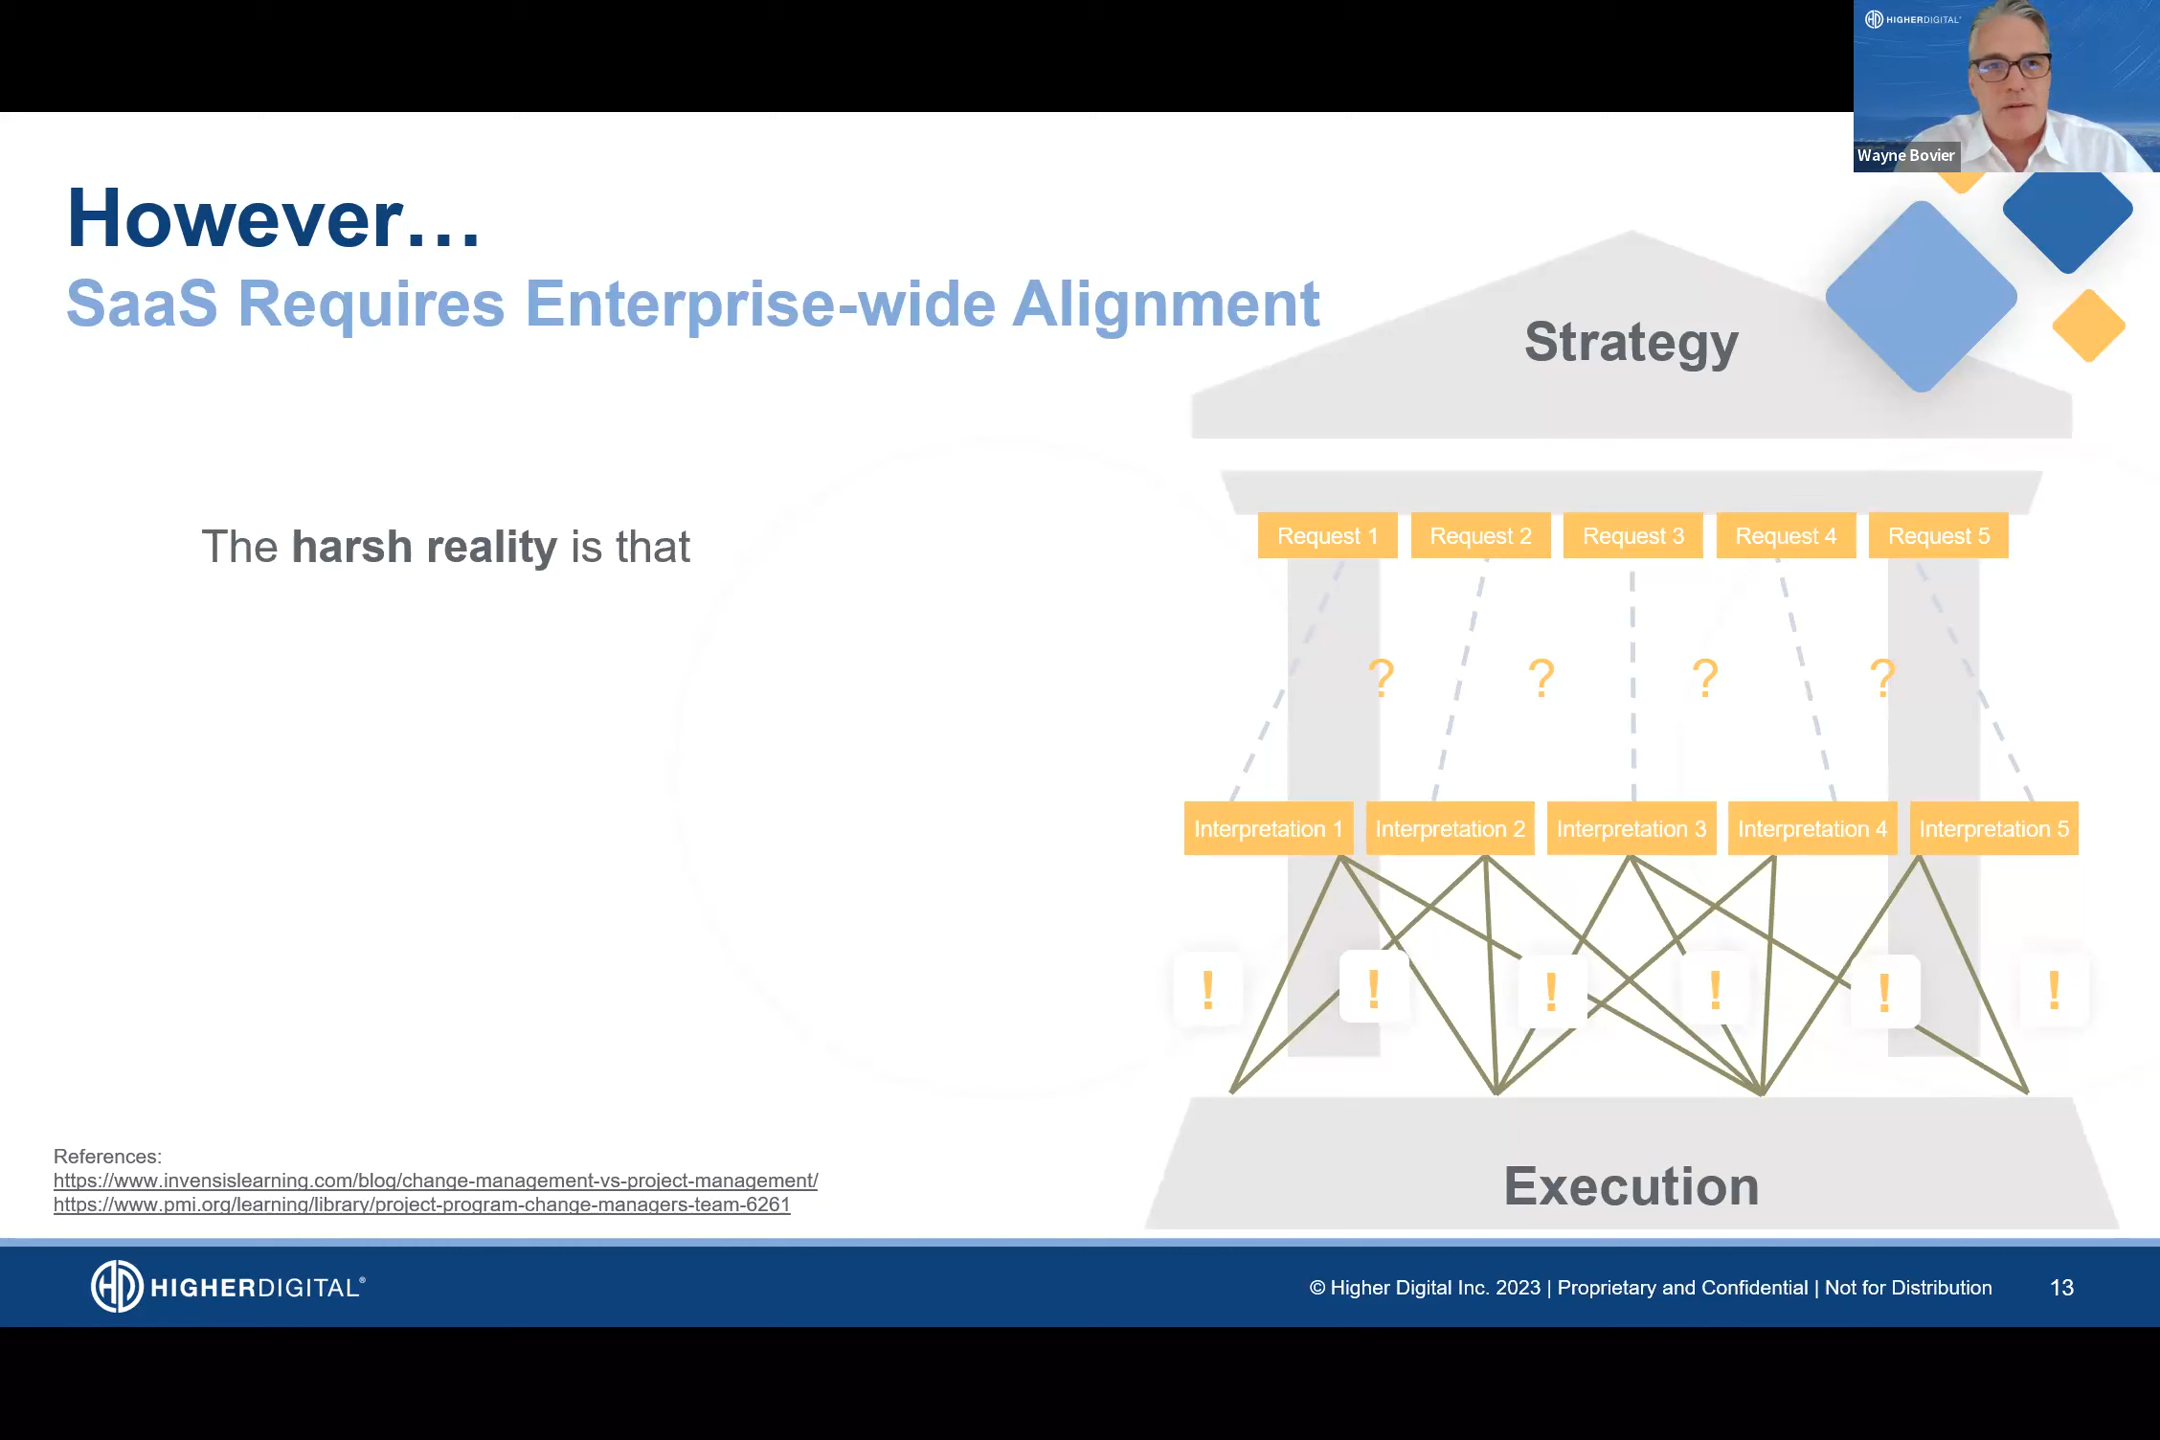 HIGHERDIGITAL
Wayne Bovier
However…
SaaS Requires Enterprise-wide Alignment
Strategy
The harsh reality is that
Request 1
Request 2
Request 3
Request 4
Request 5
?
?
?
?
Interpretation 1
Interpretation 2
Interpretation 3
Interpretation 4
Interpretation 5
!
!
!
!
!
!
Execution
References:
https://www.invensislearning.com/blog/change-management-vs-project-management/
https://www.pmi.org/learning/library/project-program-change-managers-team-6261
HIGHERDIGITAL®
© Higher Digital Inc. 2023 | Proprietary and Confidential | Not for Distribution
13